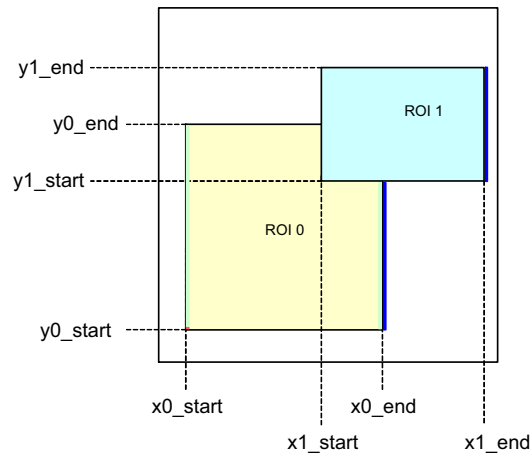 y1_end
ROI 1
y0_end
y1_start
ROI 0
y0_start
x0_start
x0_end
x1_start
x1_end